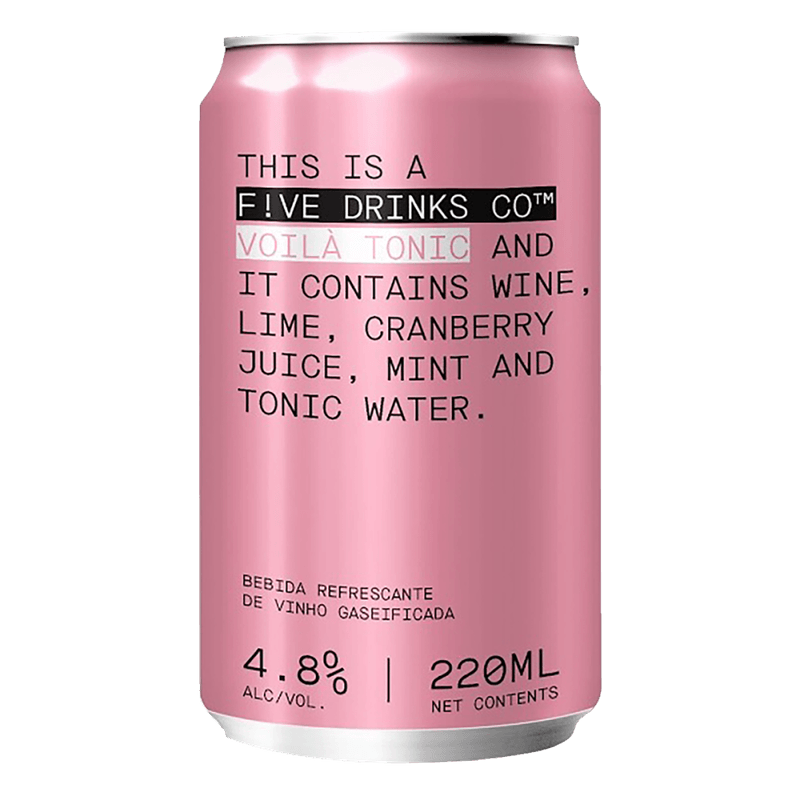 THIS IS A
F!VE DRINKS CO™
VOILÀ TONIC AND
IT CONTAINS WINE,
LIME, CRANBERRY
JUICE, MINT AND
TONIC WATER.
BEBIDA REFRESCANTE
DE VINHO GASEIFICADA
4.8% | 220ML
ALC/VOL. NET CONTENTS